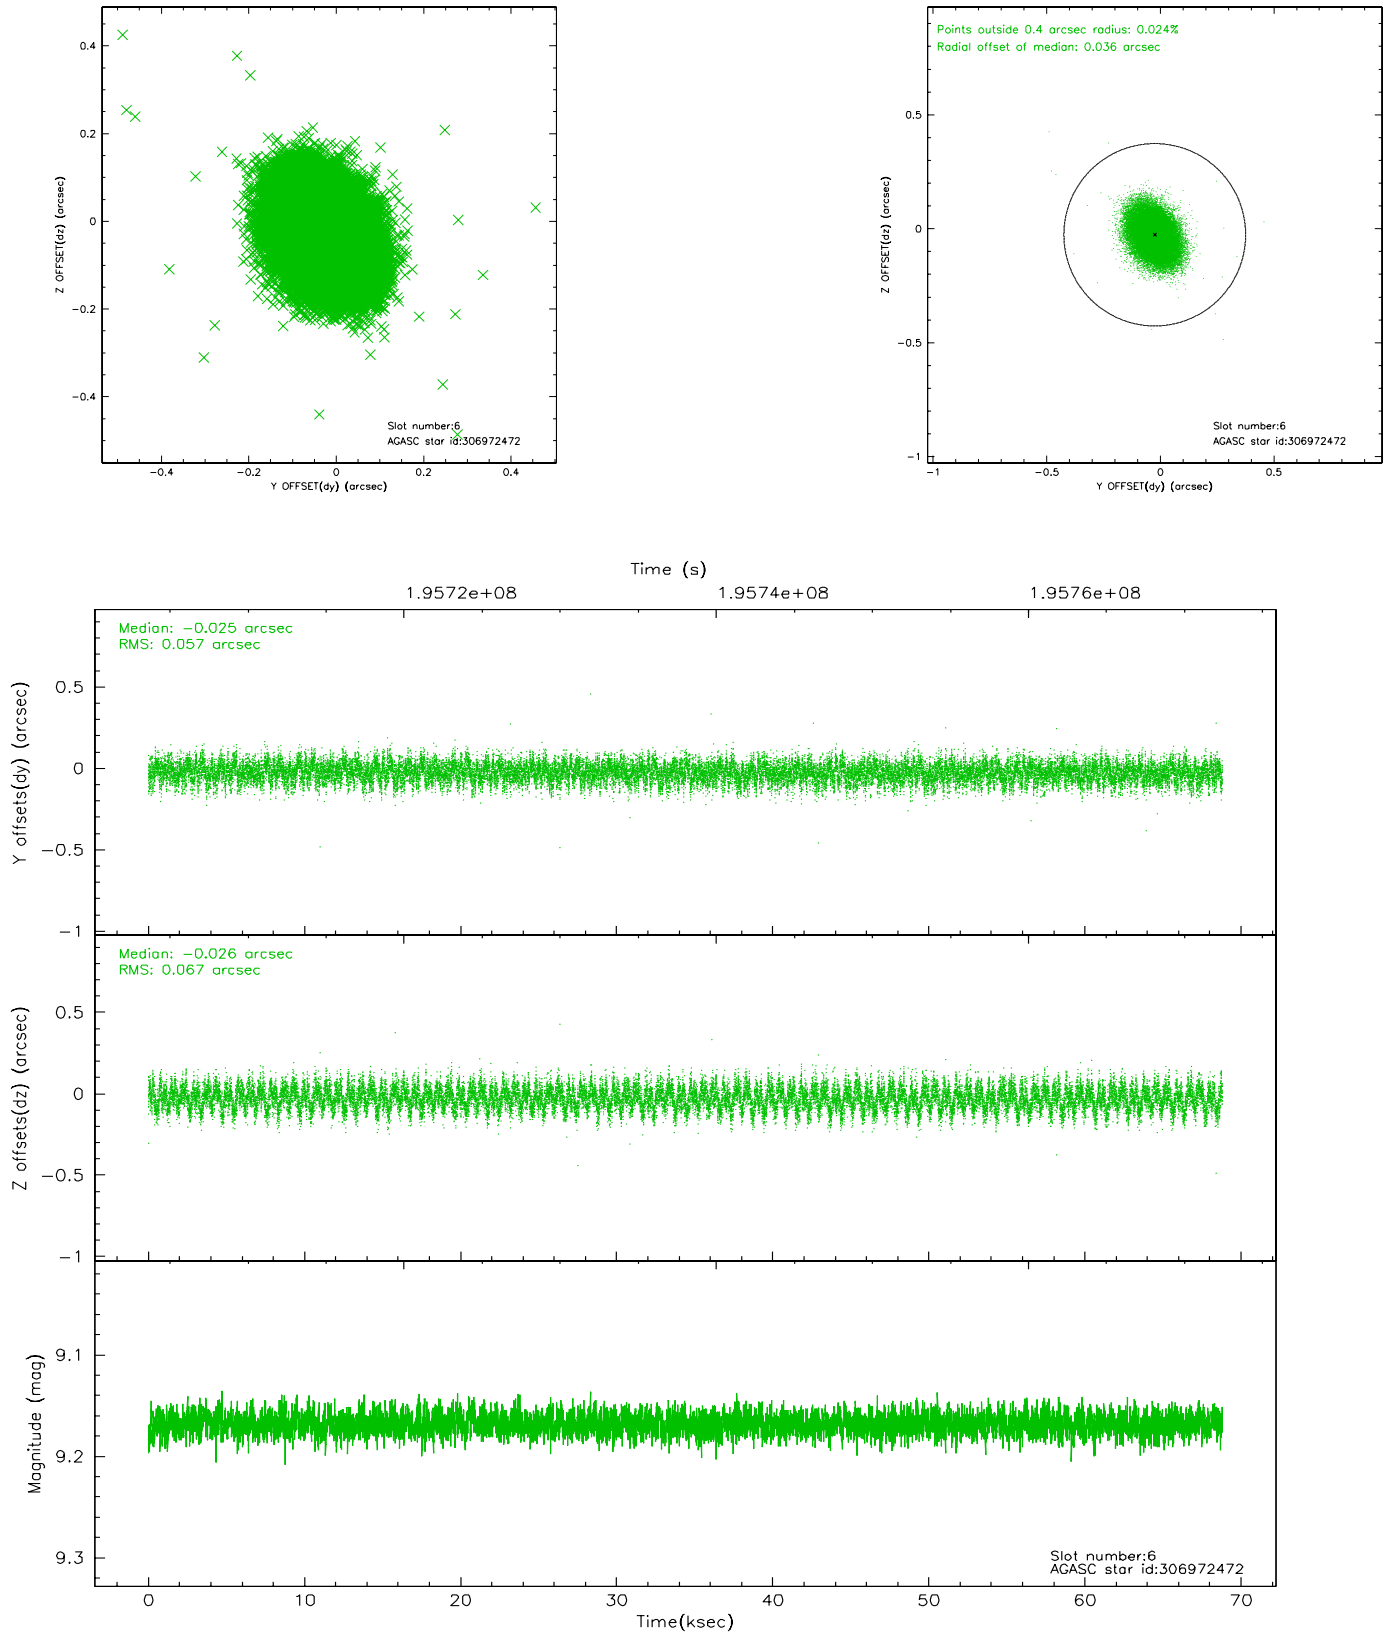 0.4
0.2
0
−0.2
−0.4
Z OFFSET(dz) (arcsec)
−0.4
−0.2
0
0.2
0.4
Y OFFSET(dy) (arcsec)
Slot number:6
AGASC star id:306972472
Points outside 0.4 arcsec radius: 0.024%
Radial offset of median: 0.036 arcsec
0.5
0
−0.5
−1
Z OFFSET(dz) (arcsec)
−1
−0.5
0
0.5
Y OFFSET(dy) (arcsec)
Slot number:6
AGASC star id:306972472
Time (s)
1.9572e+08
1.9574e+08
1.9576e+08
Median: −0.025 arcsec
RMS: 0.057 arcsec
0.5
0
−0.5
−1
Y offsets(dy) (arcsec)
Median: −0.026 arcsec
RMS: 0.067 arcsec
0.5
0
−0.5
−1
Z offsets(dz) (arcsec)
9.1
9.2
9.3
Magnitude (mag)
Slot number:6
AGASC star id:306972472
0
10
20
30
40
50
60
70
Time(ksec)